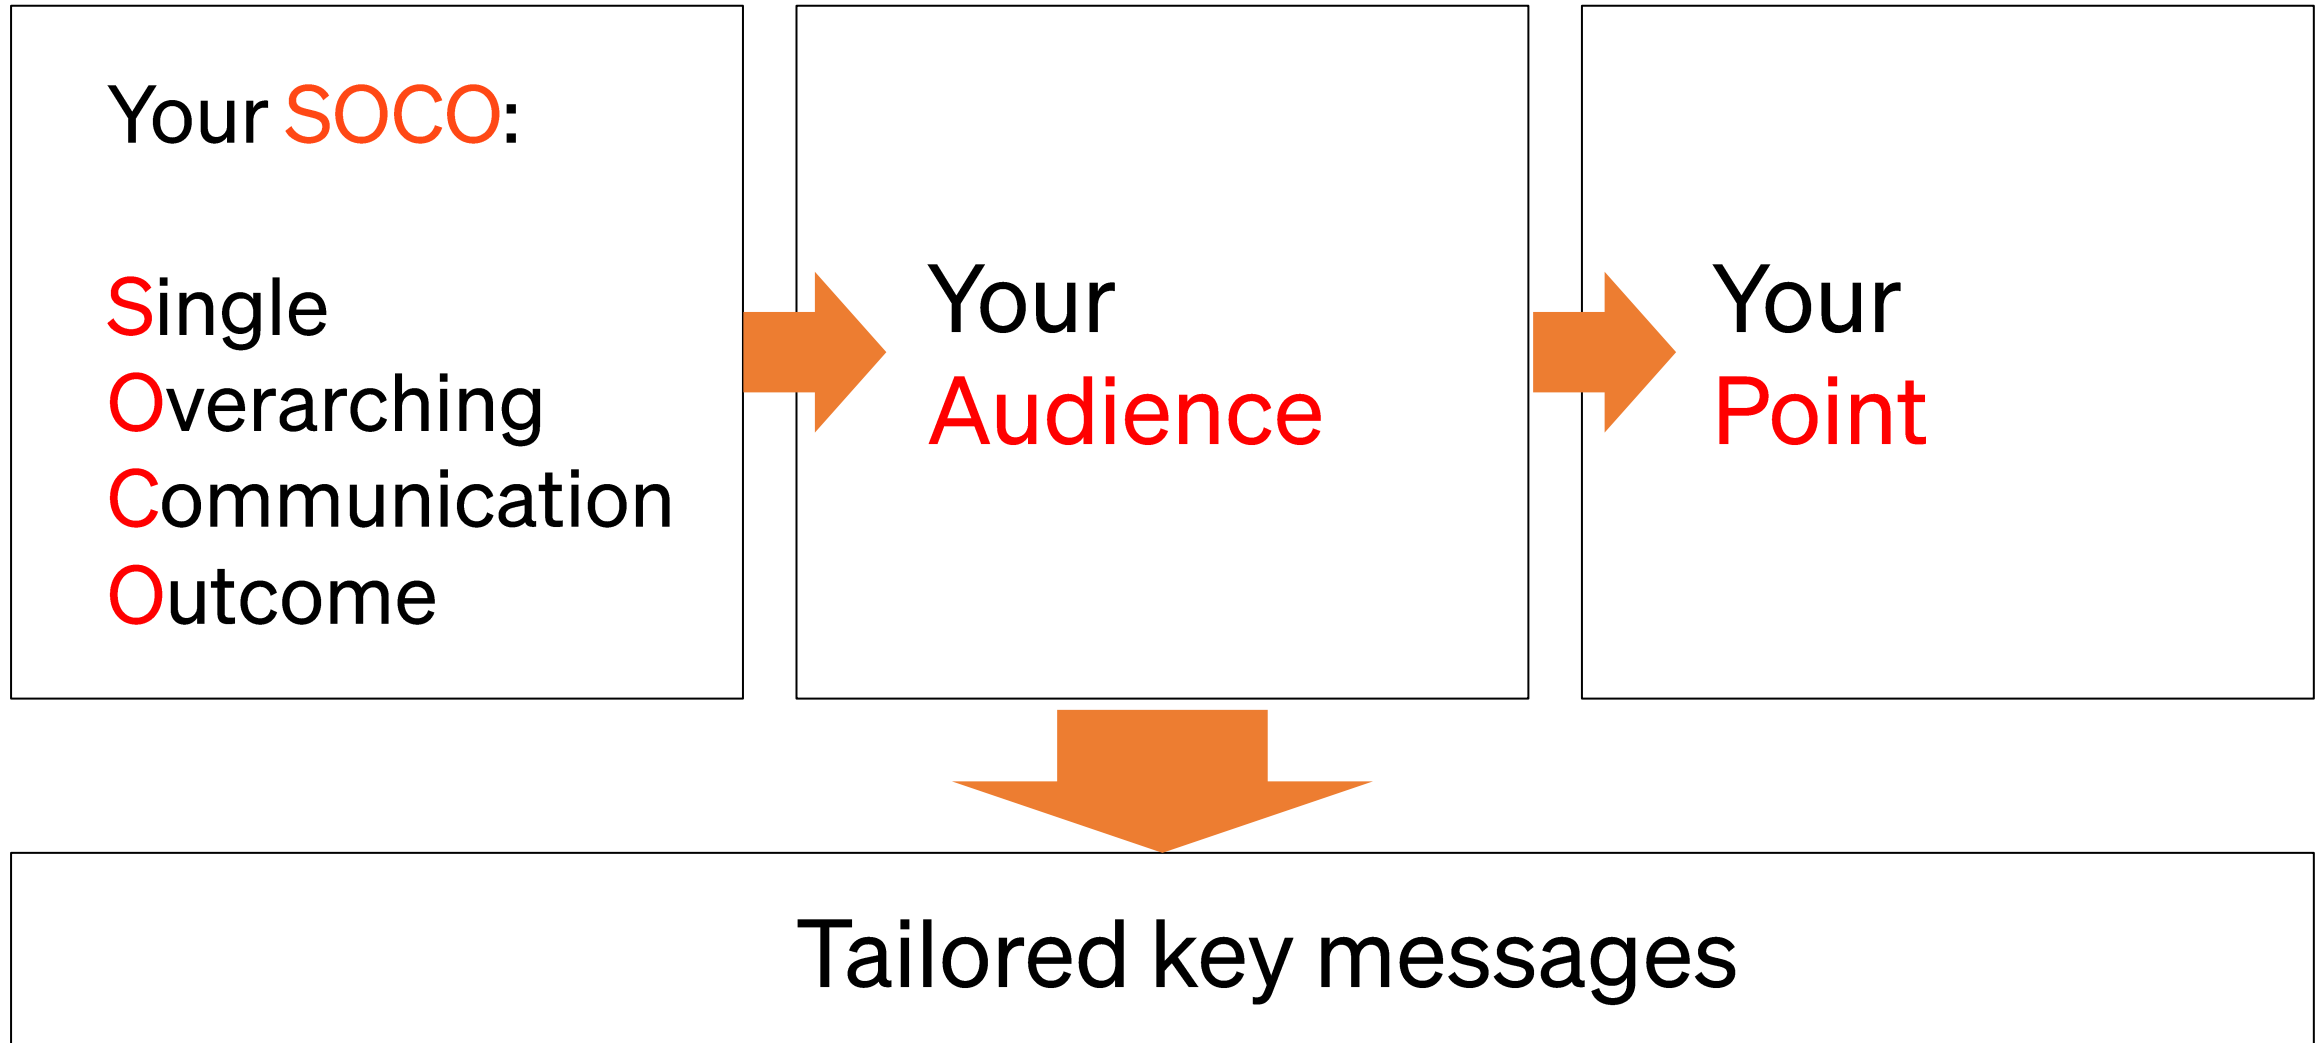 Your SOCO:
Single
Overarching
Communication
Outcome
Your
Audience
Your
Point
Tailored key messages